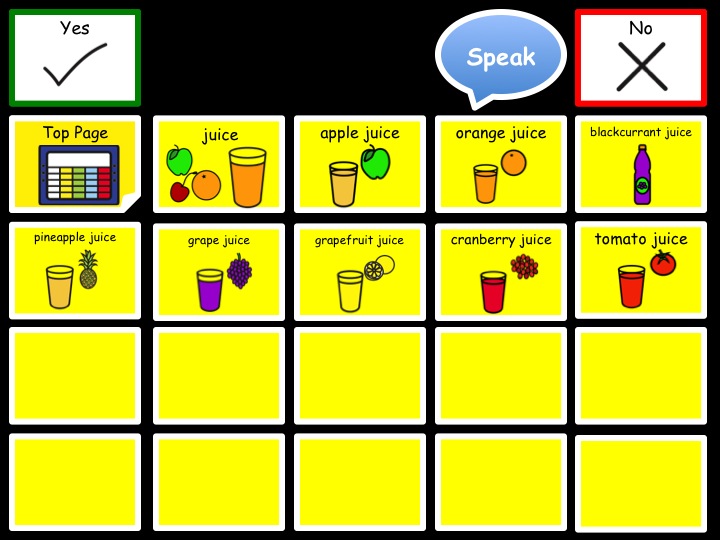 Yes
Speak
No
Top Page
juice
apple juice
orange juice
blackcurrant juice
pineapple juice
grape juice
grapefruit juice
cranberry juice
tomato juice